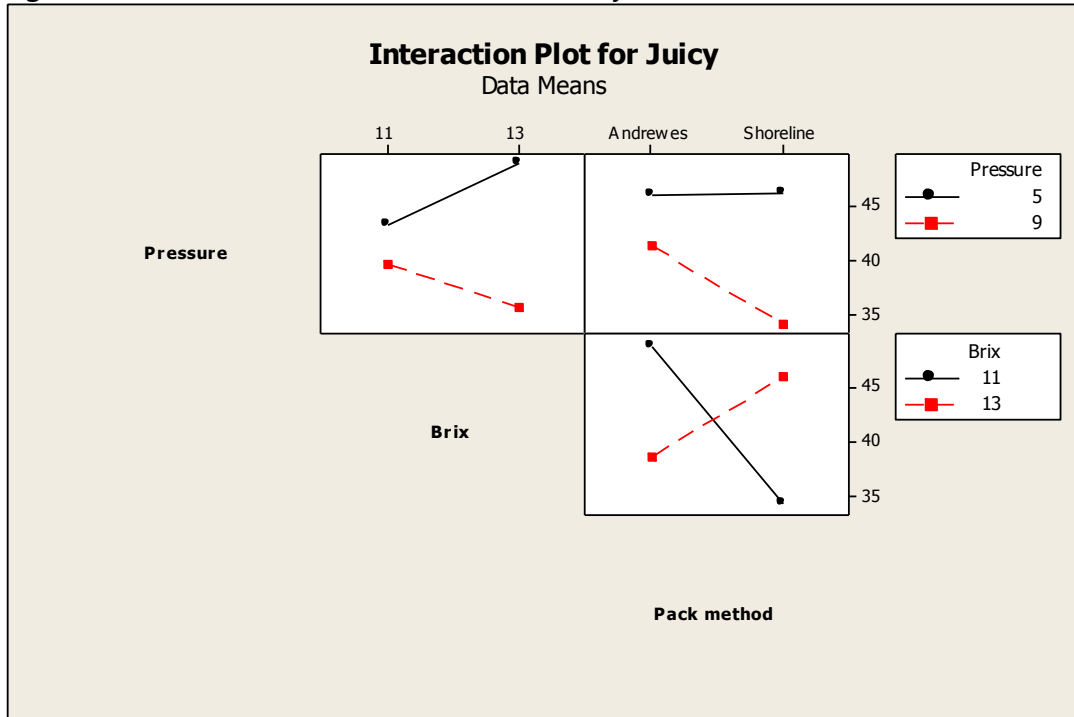 Interaction Plot for Juicy
Data Means
11 13 Andrewes Shoreline
Pressure
5
9
45
40
35
Pressure
Brix
11
13
45
40
35
Brix
Pack method